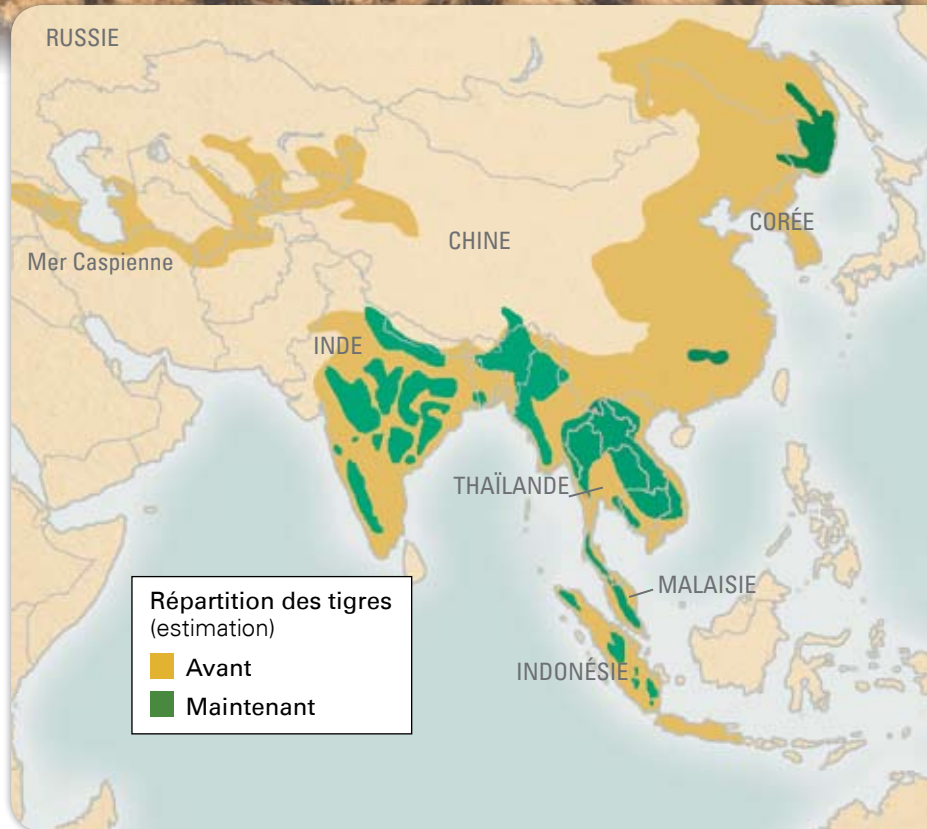 RUSSIE
CORÉE
CHINE
Mer Caspienne
INDE
THAÏLANDE
MALAISIE
INDONÉSIE
Répartition des tigres
(estimation)
Avant
Maintenant